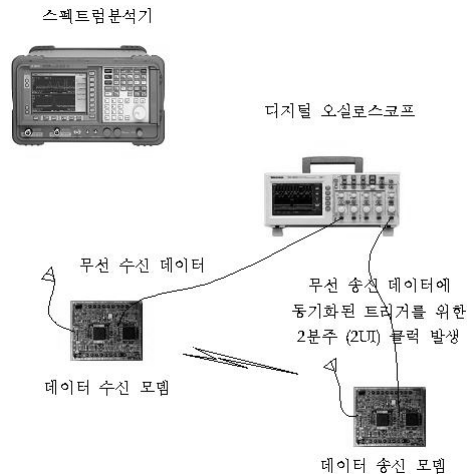 스펙트럼분석기
디지털 오실로스코프
무선 수신 데이터
무선 송신 데이터에
동기화된 트리거를 위한
2분주 (2UI) 클럭 발생
데이터 수신 모뎀
데이터 송신 모뎀